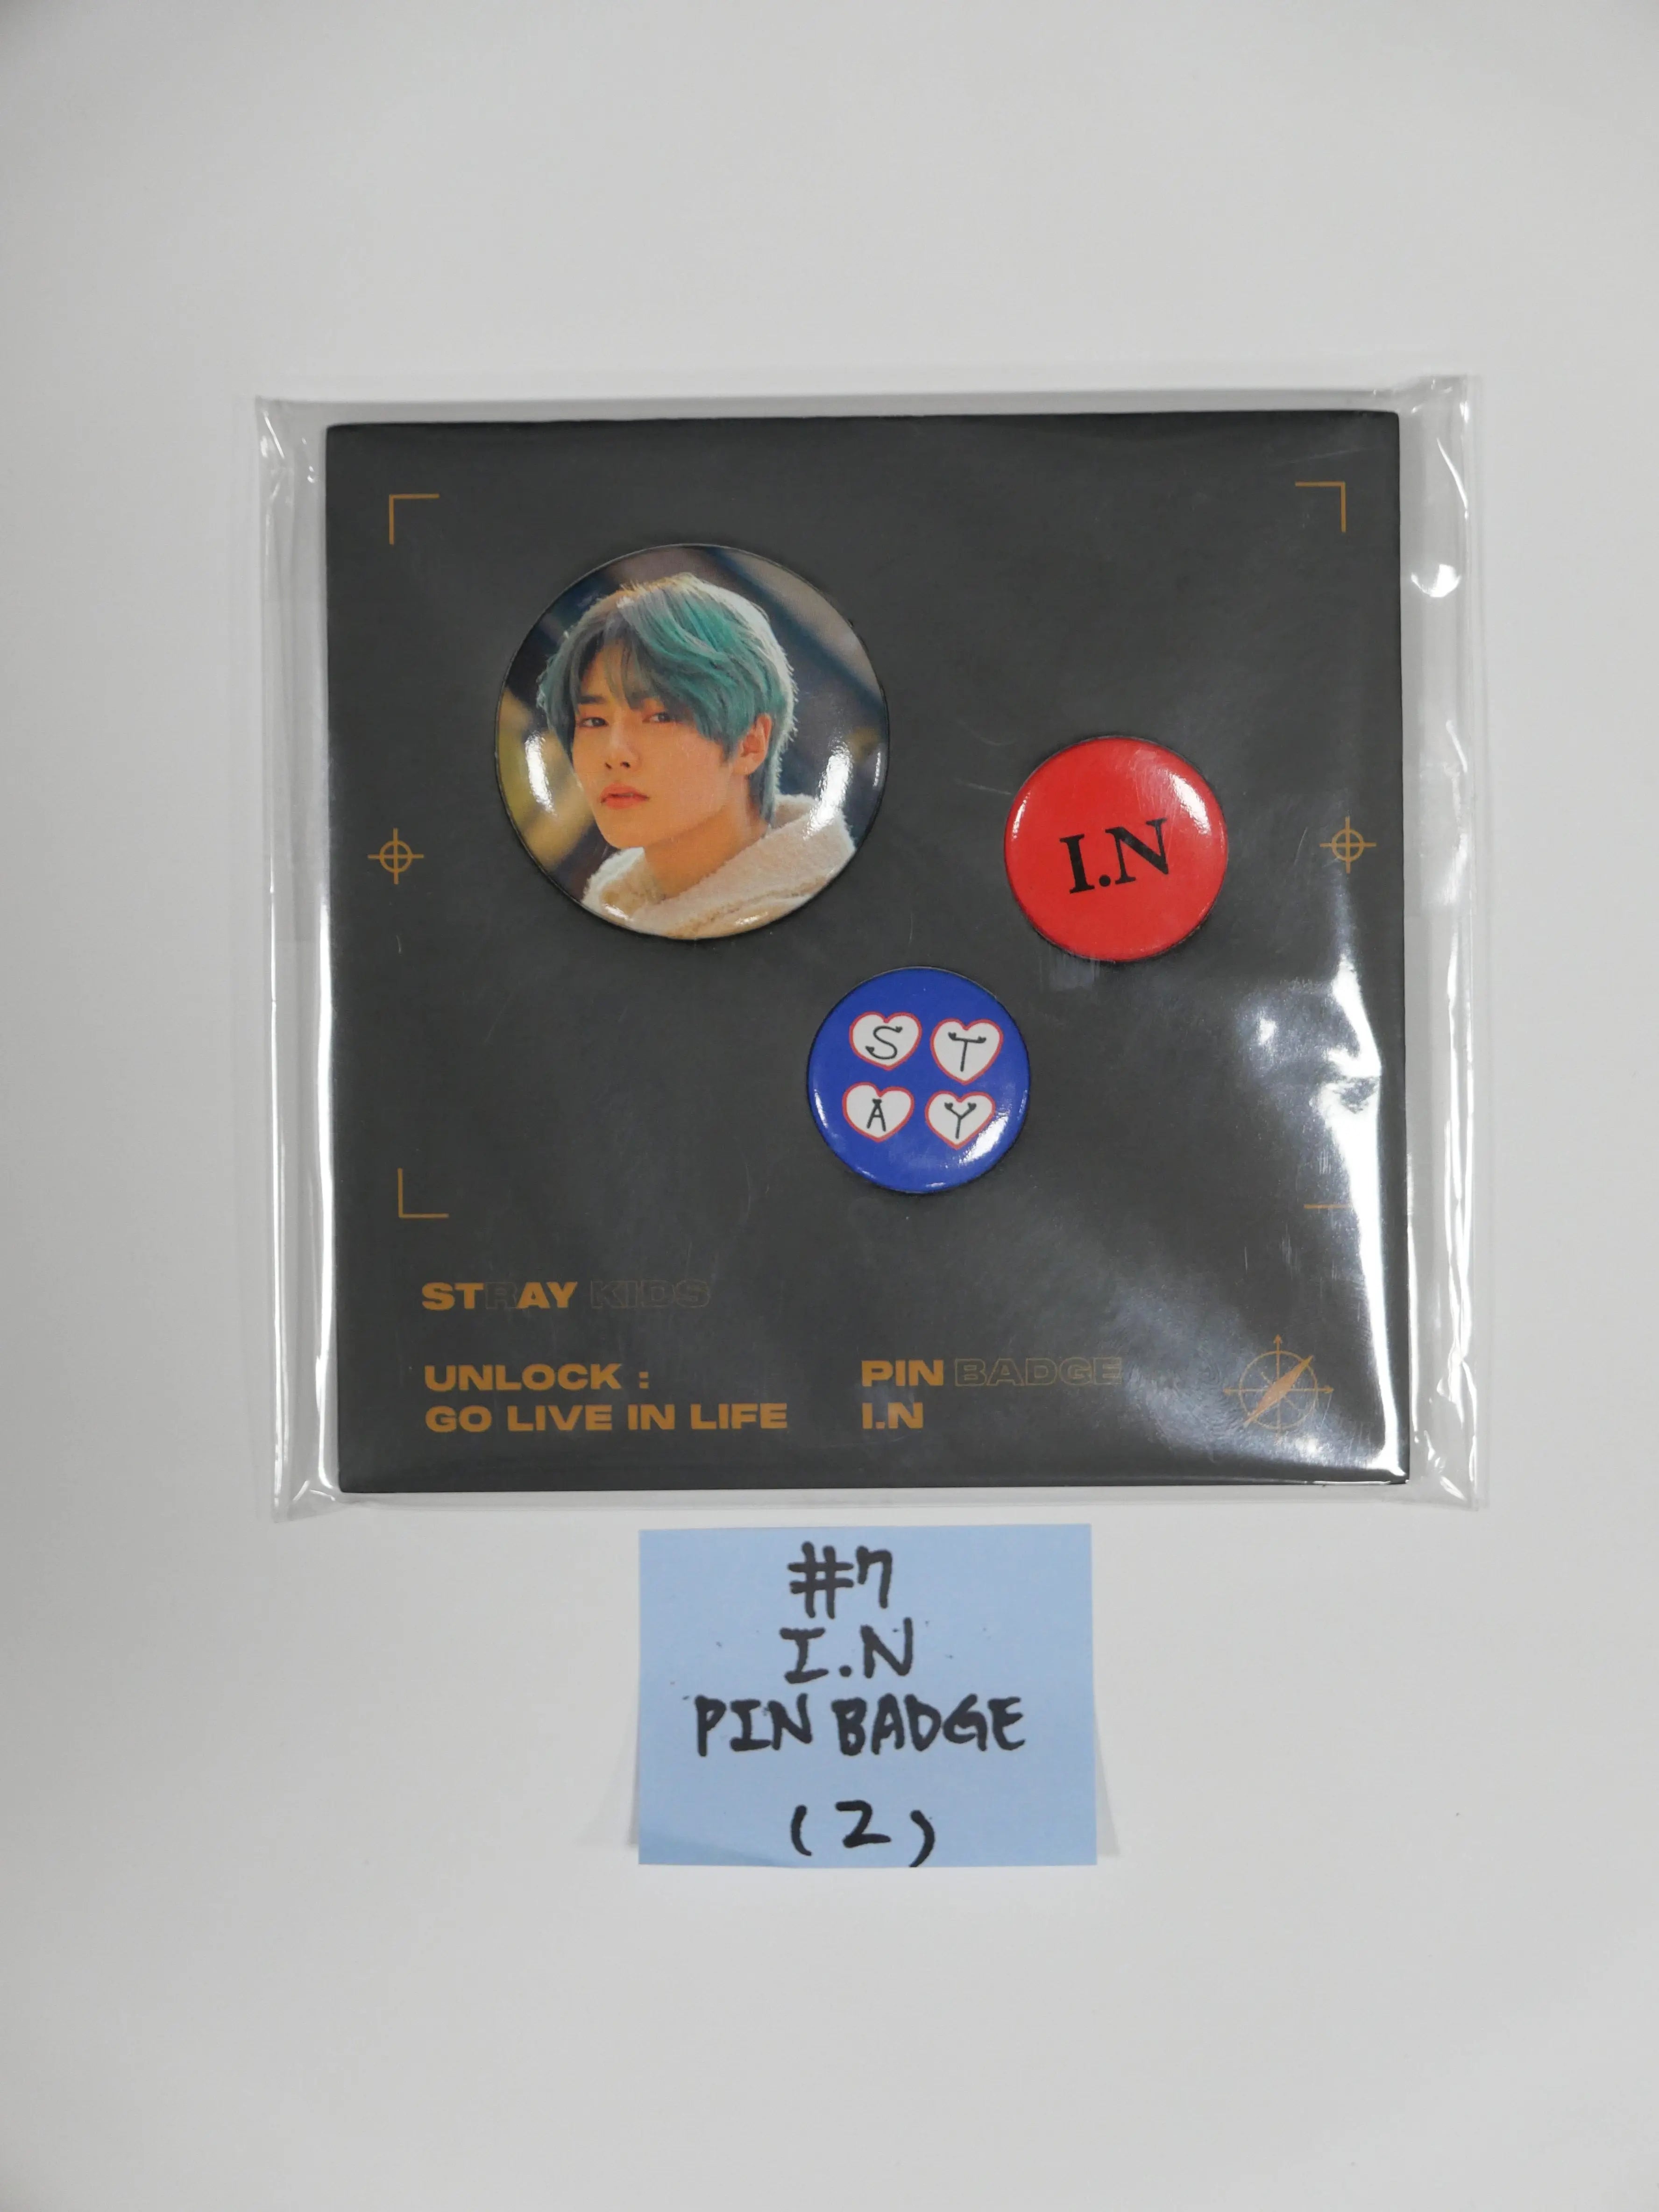 I.N
S T
A Y
STRAY KIDS
UNLOCK :
GO LIVE IN LIFE
PIN BADGE
I.N
#7
I.N
PIN BADGE
(2)